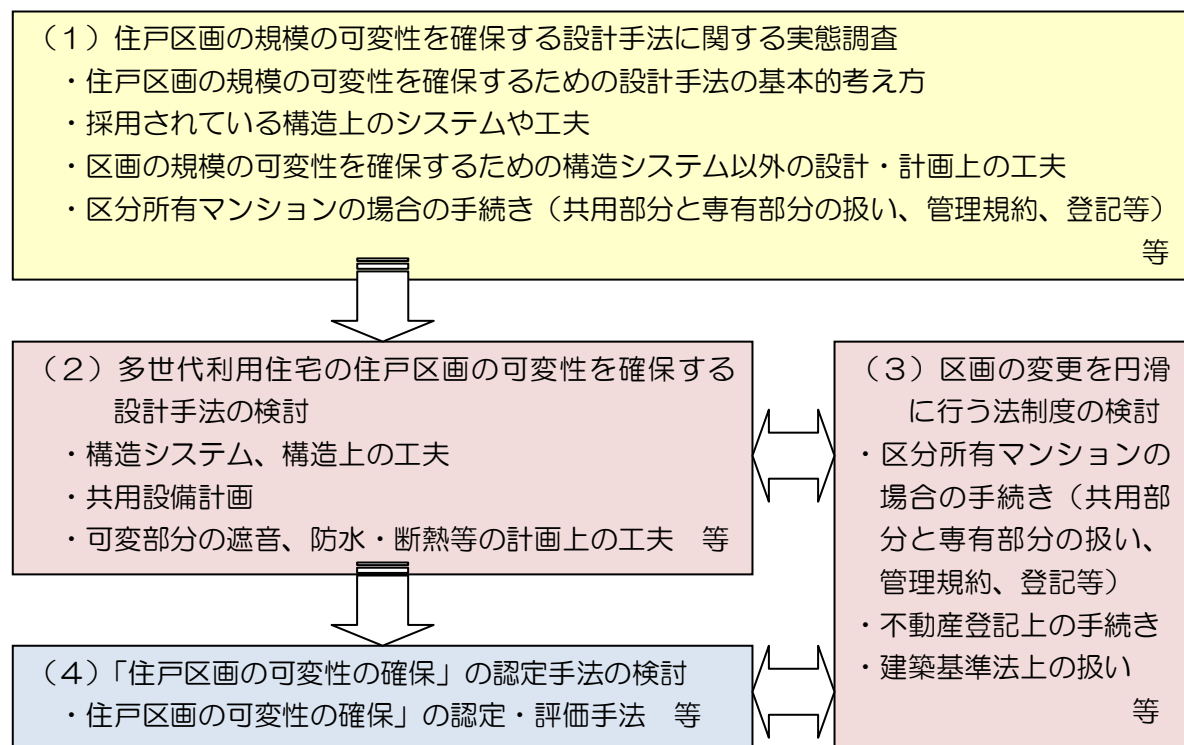 (1)住戸区画の規模の可変性を確保する設計手法に関する実態調査
・住戸区画の規模の可変性を確保するための設計手法の基本的考え方
・採用されている構造上のシステムや工夫
・区画の規模の可変性を確保するための構造システム以外の設計・計画上の工夫
・区分所有マンションの場合の手続き(共用部分と専有部分の扱い、管理規約、登記等)
等
(2)多世代利用住宅の住戸区画の可変性を確保する
設計手法の検討
・構造システム、構造上の工夫
・共用設備計画
・可変部分の遮音、防水・断熱等の計画上の工夫 等
(3)区画の変更を円滑
に行う法制度の検討
・区分所有マンションの
場合の手続き(共用部
分と専有部分の扱い、
管理規約、登記等)
・不動産登記上の手続き
・建築基準法上の扱い
等
(4)「住戸区画の可変性の確保」の認定手法の検討
・住戸区画の可変性の確保」の認定・評価手法 等